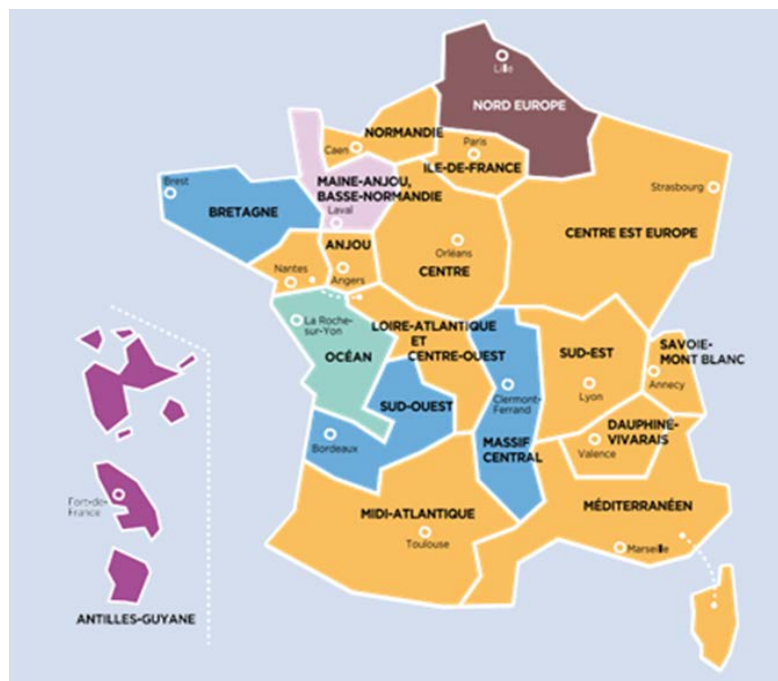 Lille
NORD EUROPE
NORMANDIE
Caen
Paris
ILE-DE-FRANCE
MAINE-ANJOU,
BASSE-NORMANDIE
Laval
Brest
BRETAGNE
Strasbourg
CENTRE EST EUROPE
ANJOU
Angers
Nantes
Orléans
CENTRE
La Roche-
sur-Yon
OCÉAN
LOIRE-ATLANTIQUE
ET
CENTRE-OUEST
SUD-EST
Lyon
SAVOIE-
MONT BLANC
Annecy
Clermont-
Ferrand
SUD-OUEST
Bordeaux
MASSIF
CENTRAL
DAUPHINE-
VIVARAIS
Valence
MIDI-ATLANTIQUE
Toulouse
MÉDITERRANÉEN
Marseille
Fort-de-
France
ANTILLES-GUYANE